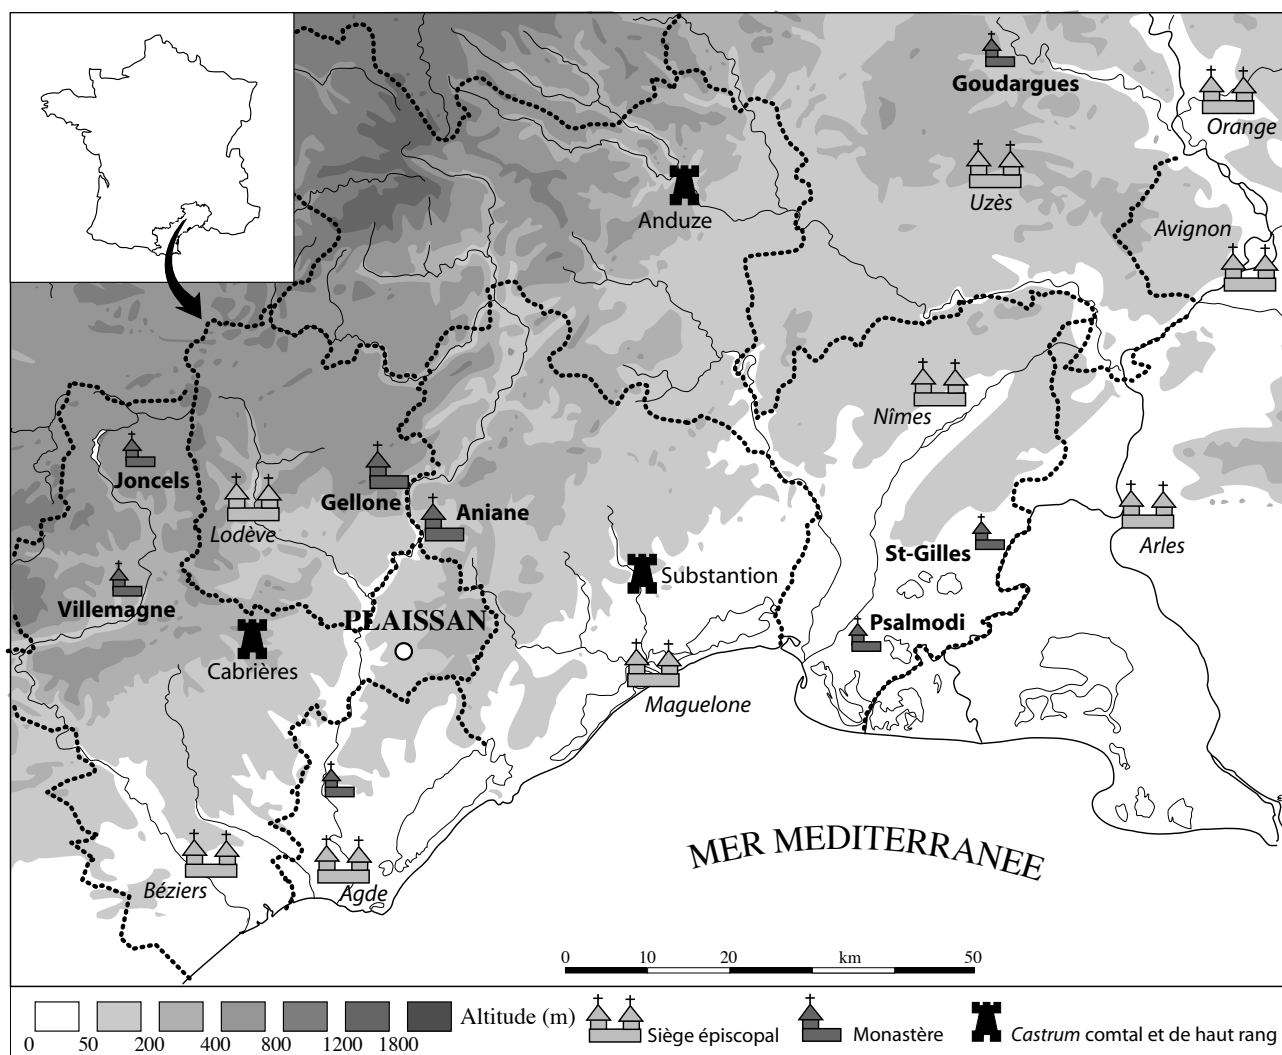 Goudargues
Orange
Uzès
Anduze
Avignon
Nîmes
Joncels
Gellone
Aniane
Lodève
Arles
St-Gilles
Substantion
Villemagne
PLAISSAN
Psalmodi
Cabrières
Maguelone
MER MEDITERRANEE
Béziers
Agde
0 10 20 km 50
0 50 200 400 800 1200 1800
Altitude (m)
Siège épiscopal
Monastère
Castrum comtal et de haut rang